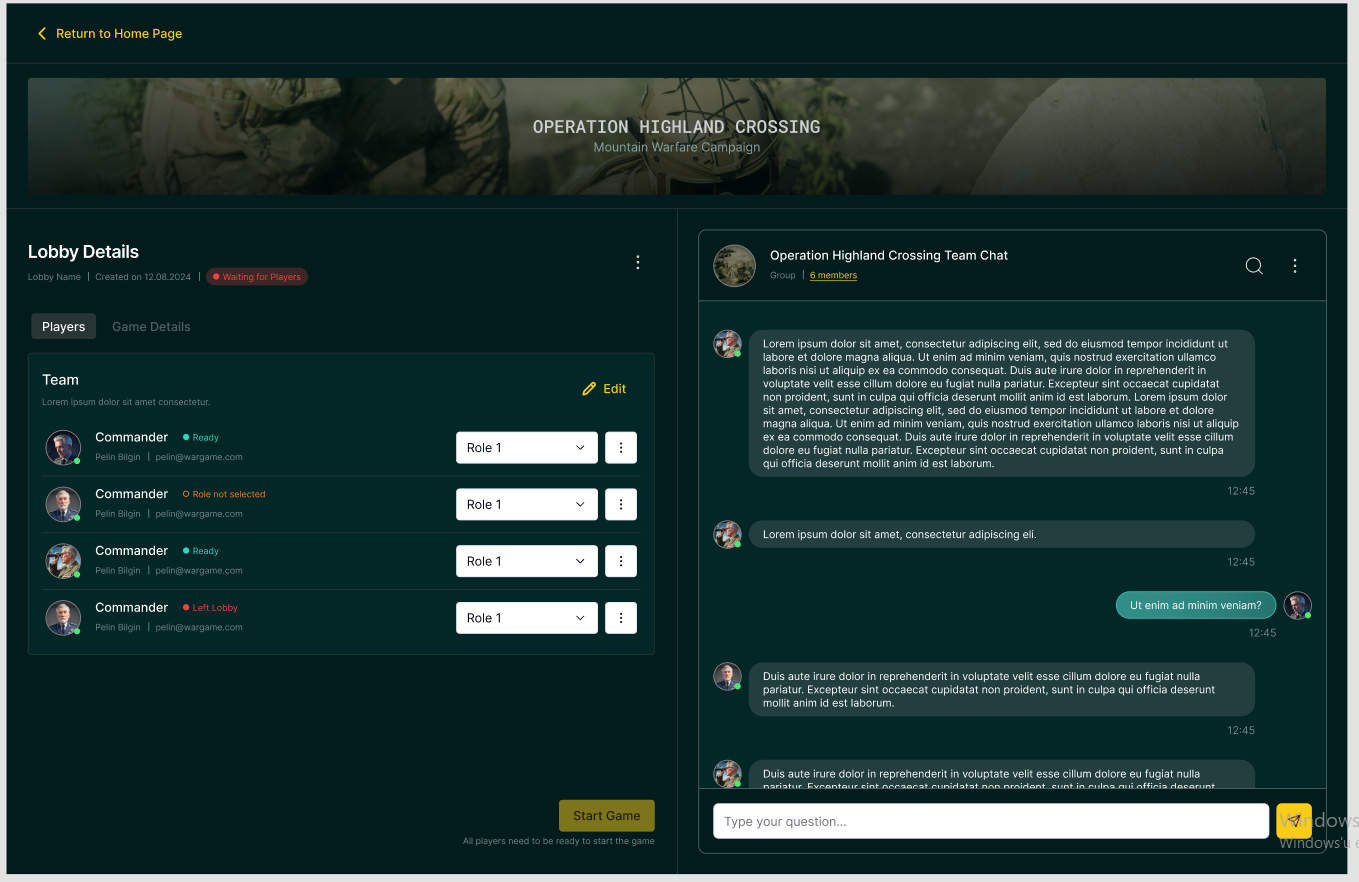 Return to Home Page
OPERATION HIGHLAND CROSSING
Mountain Warfare Campaign
Lobby Details
Lobby Name | Created on 12.08.2024 | Waiting for Players
Players Game Details
Team
Edit
Lorem ipsum dolor sit amet consectetur.
Commander Ready
Pelin Bilgin | pelin@wargame.com
Role 1
Commander Role not selected
Pelin Bilgin | pelin@wargame.com
Role 1
Commander Ready
Pelin Bilgin | pelin@wargame.com
Role 1
Commander Left Lobby
Pelin Bilgin | pelin@wargame.com
Role 1
Start Game
All players need to be ready to start the game
Operation Highland Crossing Team Chat
Group | 6 members
Lorem ipsum dolor sit amet, consectetur adipiscing elit, sed do eiusmod tempor incididunt ut
labore et dolore magna aliqua. Ut enim ad minim veniam, quis nostrud exercitation ullamco
laboris nisi ut aliquip ex ea commodo consequat. Duis aute irure dolor in reprehenderit in
voluptate velit esse cillum dolore eu fugiat nulla pariatur. Excepteur sint occaecat cupidatat
non proident, sunt in culpa qui officia deserunt mollit anim id est laborum. Lorem ipsum dolor
sit amet, consectetur adipiscing elit, sed do eiusmod tempor incididunt ut labore et dolore
magna aliqua. Ut enim ad minim veniam, quis nostrud exercitation ullamco laboris nisi ut aliquip
ex ea commodo consequat. Duis aute irure dolor in reprehenderit in voluptate velit esse cillum
dolore eu fugiat nulla pariatur. Excepteur sint occaecat cupidatat non proident, sunt in culpa
qui officia deserunt mollit anim id est laborum.
12:45
Lorem ipsum dolor sit amet, consectetur adipiscing eli.
12:45
Ut enim ad minim veniam?
12:45
Duis aute irure dolor in reprehenderit in voluptate velit esse cillum dolore eu fugiat nulla
pariatur. Excepteur sint occaecat cupidatat non proident, sunt in culpa qui officia deserunt
mollit anim id est laborum.
12:45
Duis aute irure dolor in reprehenderit in voluptate velit esse cillum dolore eu fugiat nulla
pariatur. Excepteur sint occaecat cupidatat non proident, sunt in culpa qui officia deserunt
Type your question...
Windows
Windows'u